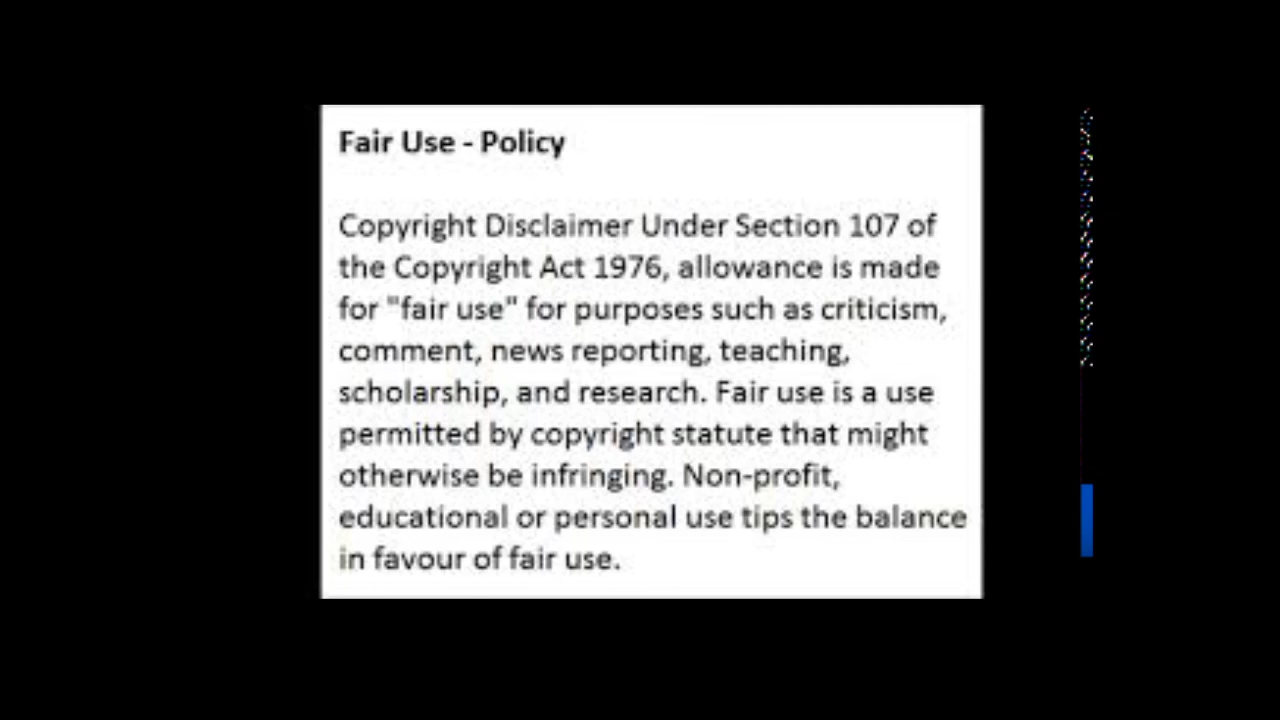 Fair Use - Policy
Copyright Disclaimer Under Section 107 of
the Copyright Act 1976, allowance is made
for "fair use" for purposes such as criticism,
comment, news reporting, teaching,
scholarship, and research. Fair use is a use
permitted by copyright statute that might
otherwise be infringing. Non-profit,
educational or personal use tips the balance
in favour of fair use.